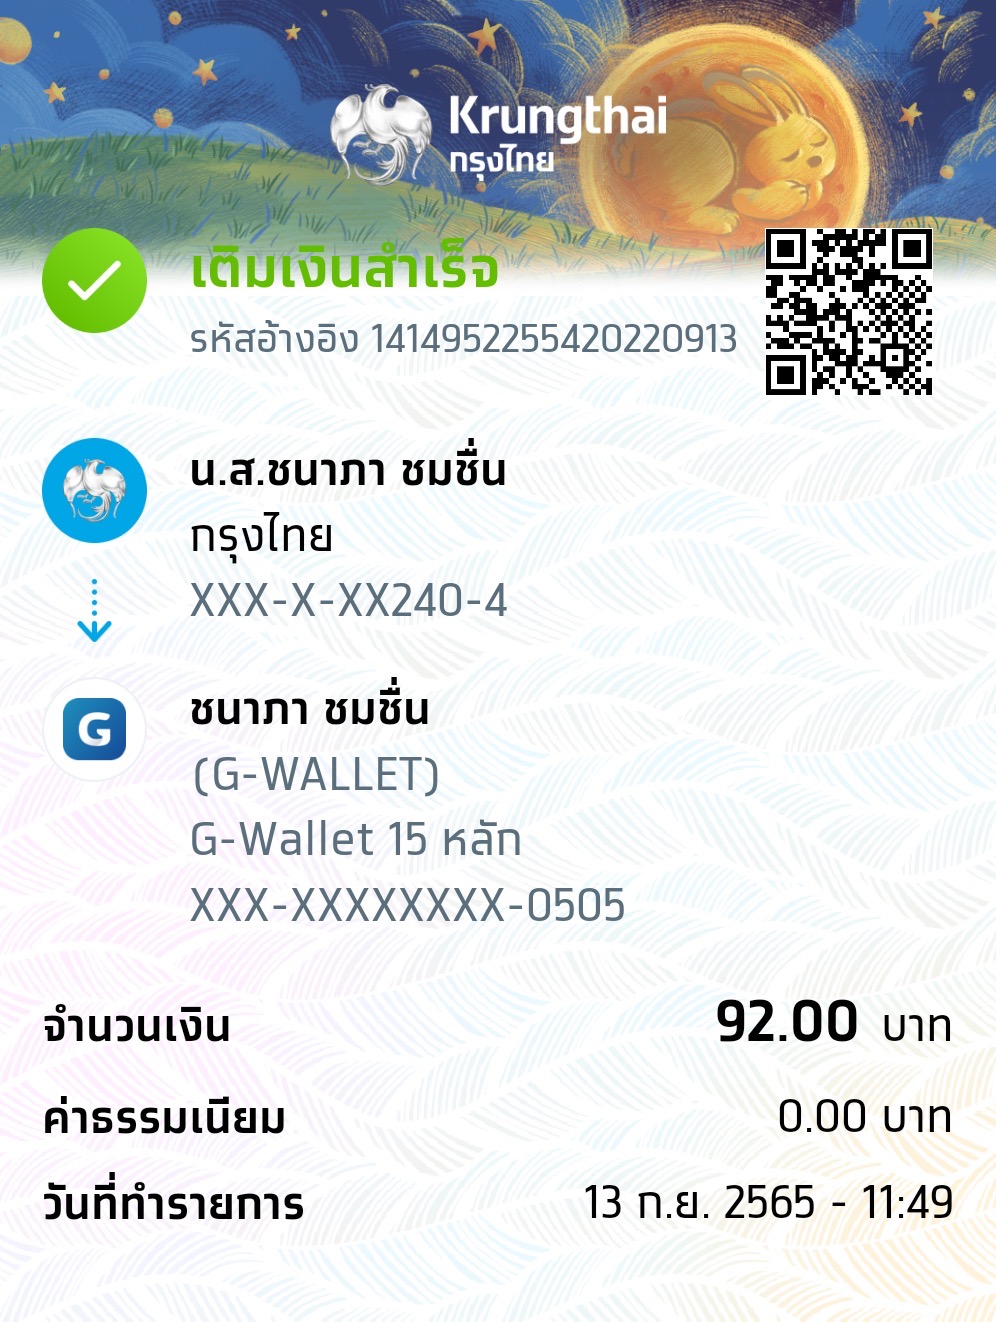 Krungthai
กรุงไทย
เติมเงินสำเร็จ
รหัสอ้างอิง 1414952255420220913
น.ส.ชนาภา ชมชื่น
กรุงไทย
XXX-X-XX240-4
G
ชนาภา ชมชื่น
(G-WALLET)
G-Wallet 15 หลัก
XXX-XXXXXXXX-0505
จำนวนเงิน 92.00 บาท
ค่าธรรมเนียม 0.00 บาท
วันที่ทำรายการ 13 ก.ย. 2565 - 11:49